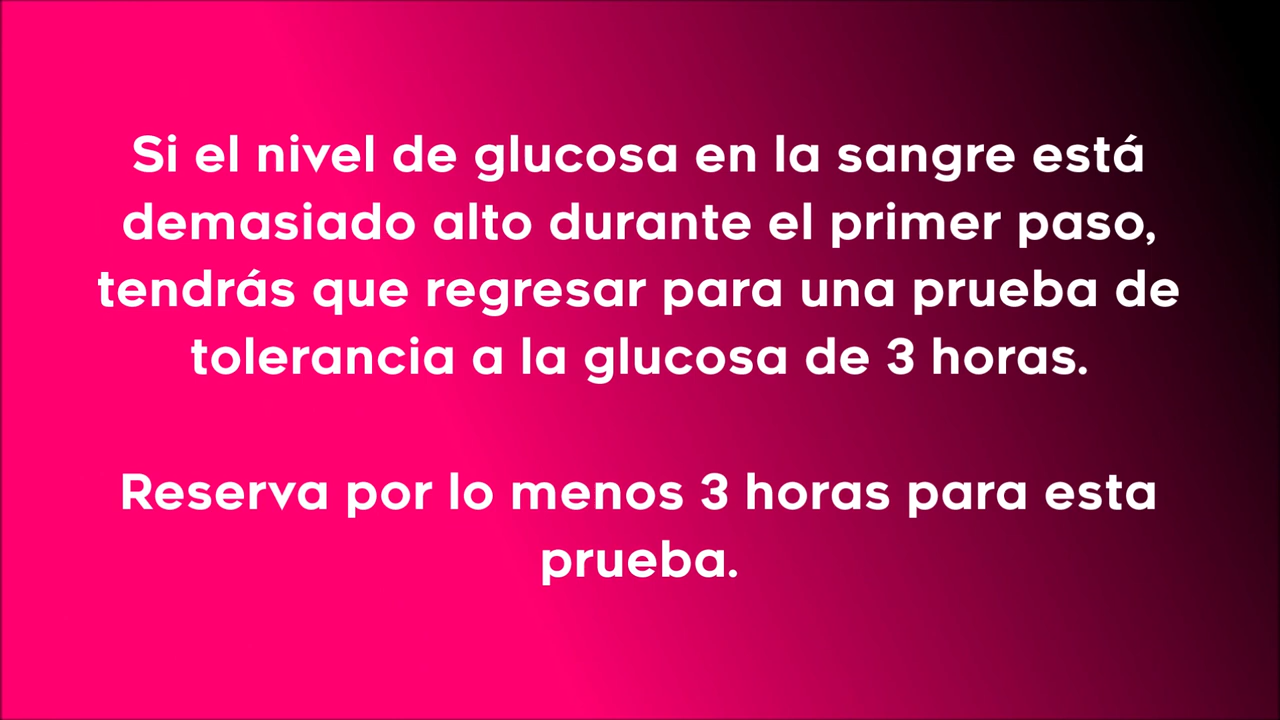 Si el nivel de glucosa en la sangre está
demasiado alto durante el primer paso,
tendrás que regresar para una prueba de
tolerancia a la glucosa de 3 horas.
Reserva por lo menos 3 horas para esta
prueba.